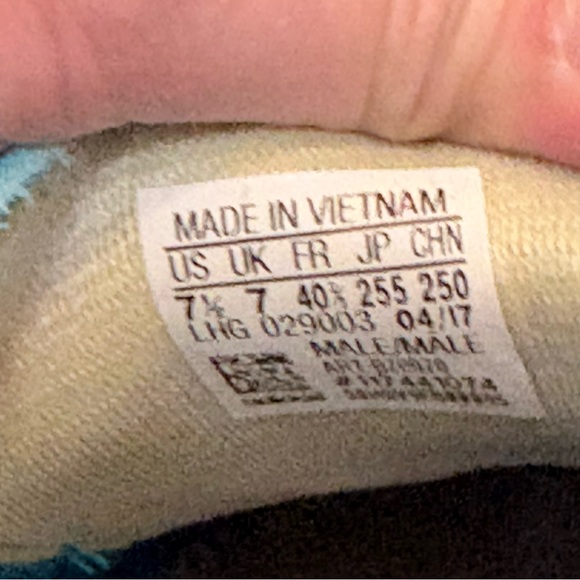 MADE IN VIETNAM
US UK FR JP CHN
7½ 7 40⅔ 255 250
LHG 029003 04/17
MALE/MALE
ART